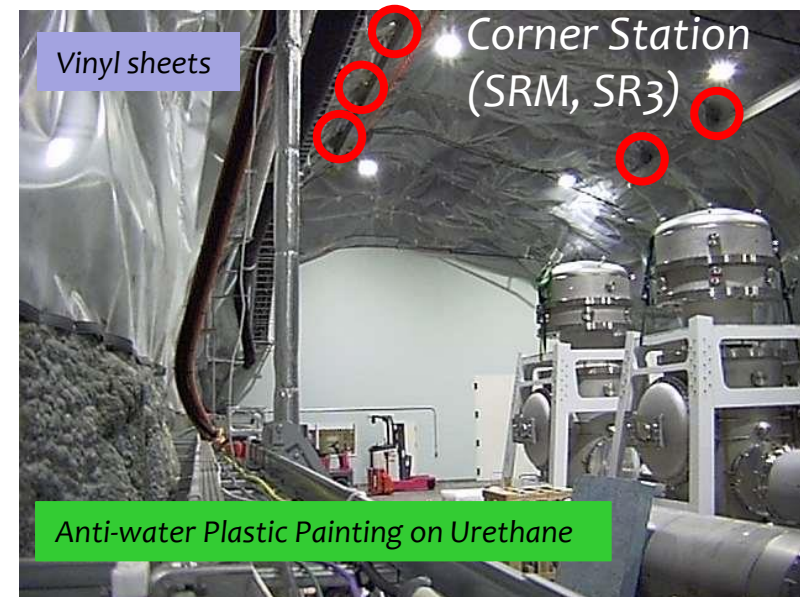 Vinyl sheets
Corner Station
(SRM, SR3)
Anti-water Plastic Painting on Urethane